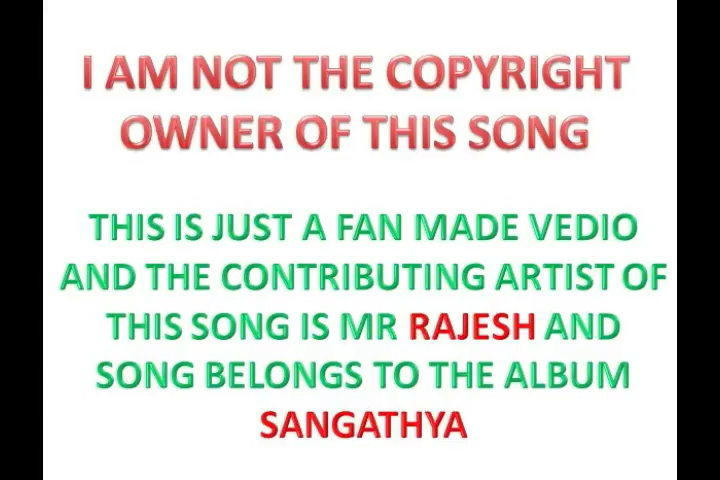 I AM NOT THE COPYRIGHT
OWNER OF THIS SONG
THIS IS JUST A FAN MADE VEDIO
AND THE CONTRIBUTING ARTIST OF
THIS SONG IS MR RAJESH AND
SONG BELONGS TO THE ALBUM
SANGATHYA